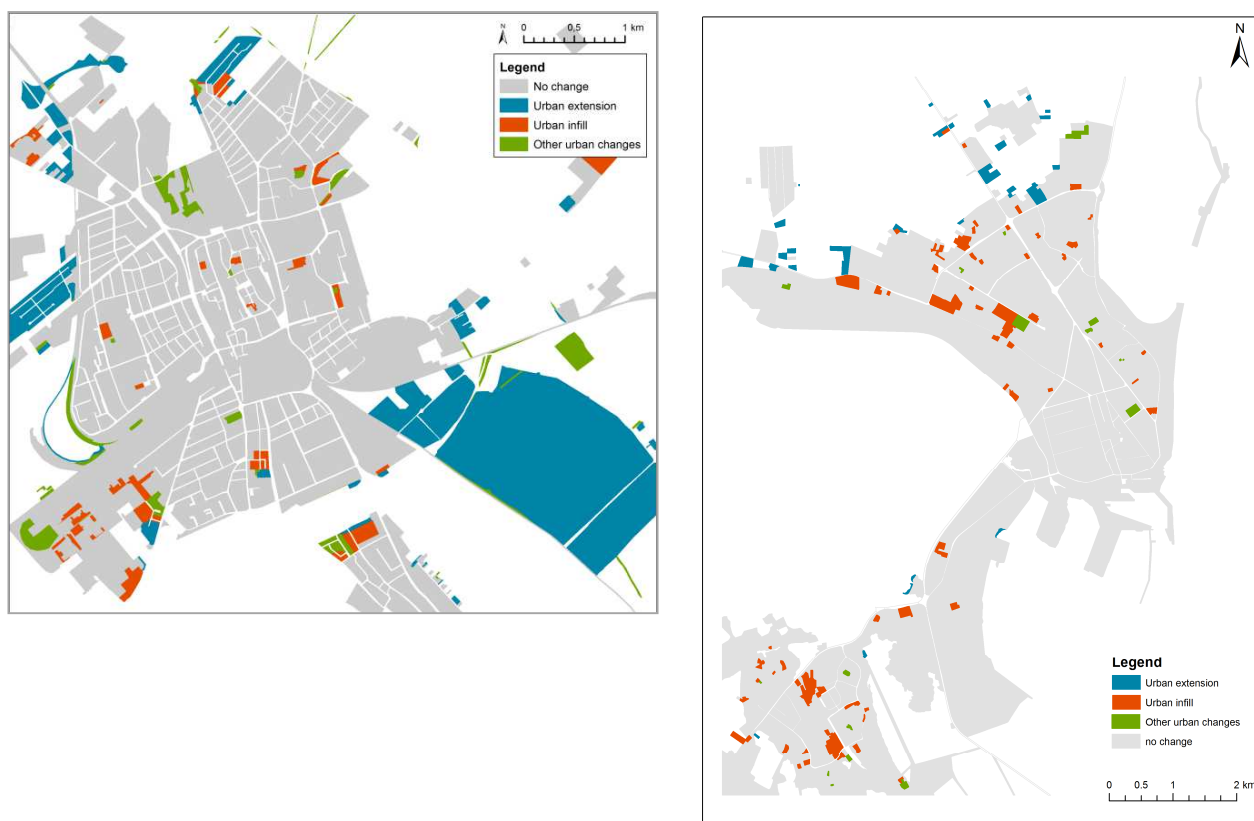 N
0 0,5 1 km
Legend
No change
Urban extension
Urban infill
Other urban changes
N
Legend
Urban extension
Urban infill
Other urban changes
no change
0 0.5 1 2 km